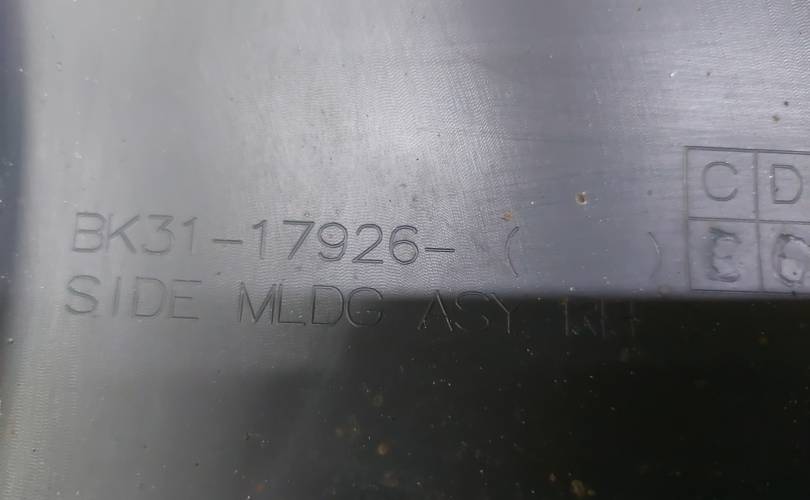 BK31-17926- ( )
SIDE MLDG ASY
C D
E